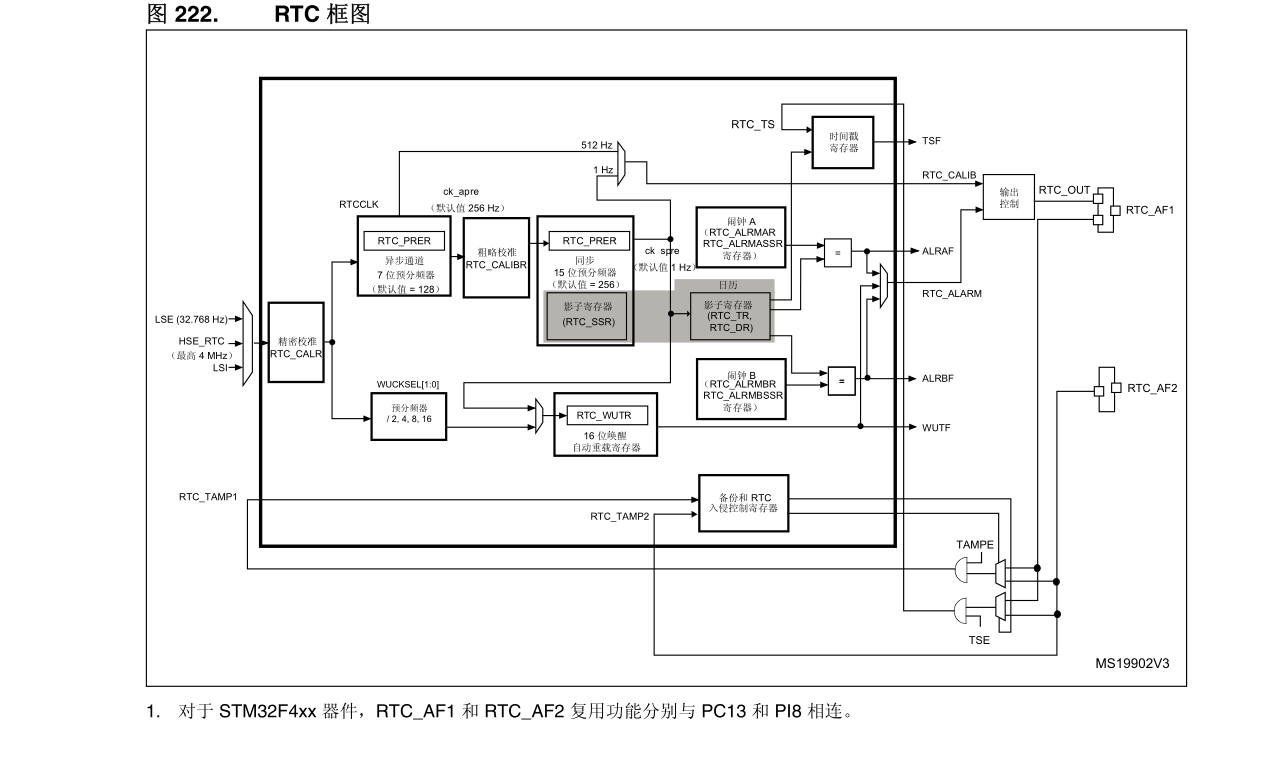 图 222. RTC 框图
RTC_TS
时间戳
寄存器
TSF
512 Hz
1 Hz
RTC_CALIB
输出
控制
RTC_OUT
RTC_AF1
ck_apre
（默认值 256 Hz）
RTCCLK
RTC_PRER
异步通道
7 位预分频器
（默认值 = 128）
粗略校准
RTC_CALIBR
RTC_PRER
同步
15 位预分频器
（默认值 = 256）
ck_spre
（默认值 1 Hz）
闹钟 A
（RTC_ALRMAR
RTC_ALRMASSR
寄存器）
=
ALRAF
RTC_ALARM
日历
影子寄存器
(RTC_SSR)
影子寄存器
(RTC_TR,
RTC_DR)
LSE (32.768 Hz)
HSE_RTC
（最高 4 MHz）
LSI
精密校准
RTC_CALR
闹钟 B
（RTC_ALRMBR
RTC_ALRMBSSR
寄存器）
=
ALRBF
RTC_AF2
WUCKSEL[1:0]
预分频器
/ 2, 4, 8, 16
RTC_WUTR
16 位唤醒
自动重载寄存器
WUTF
RTC_TAMP1
RTC_TAMP2
备份和 RTC
入侵控制寄存器
TAMPE
TSE
MS19902V3
1. 对于 STM32F4xx 器件，RTC_AF1 和 RTC_AF2 复用功能分别与 PC13 和 PI8 相连。